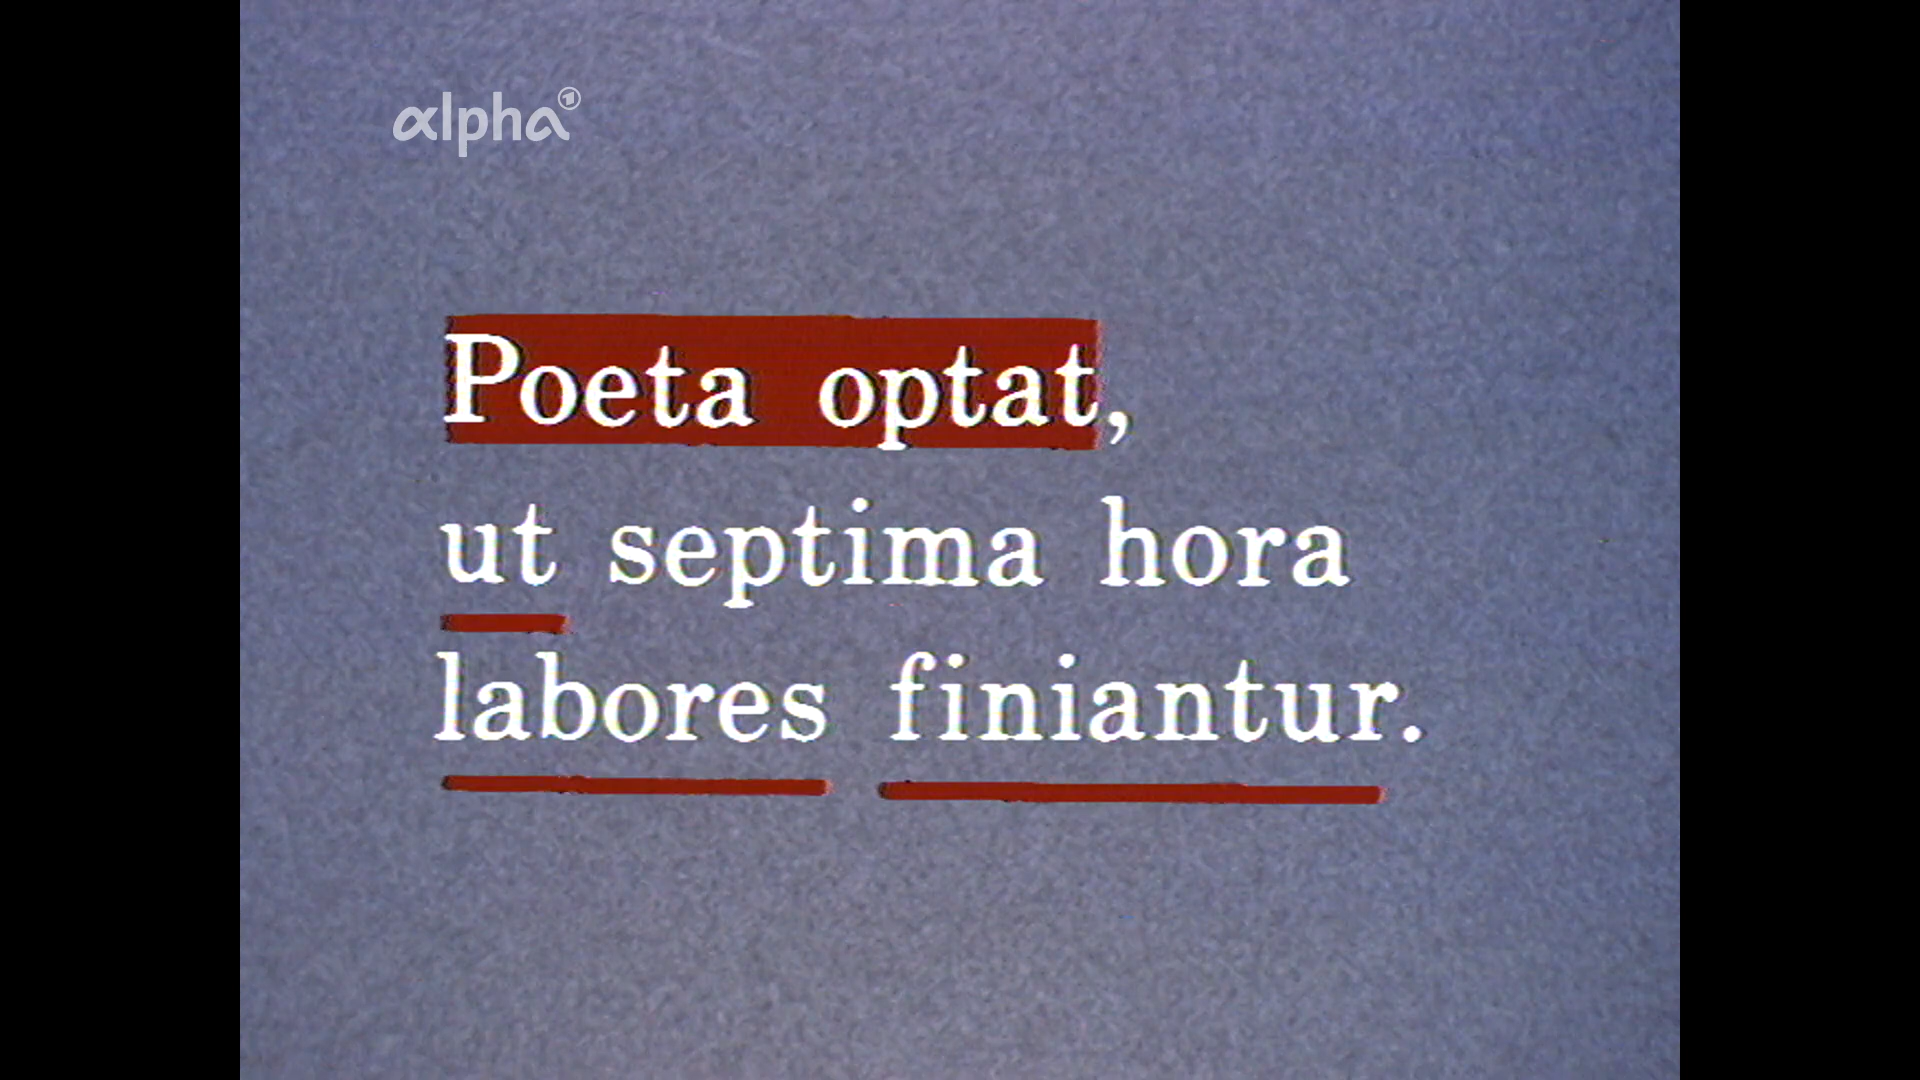 alpha
Poeta optat,
ut septima hora
labores finiantur.